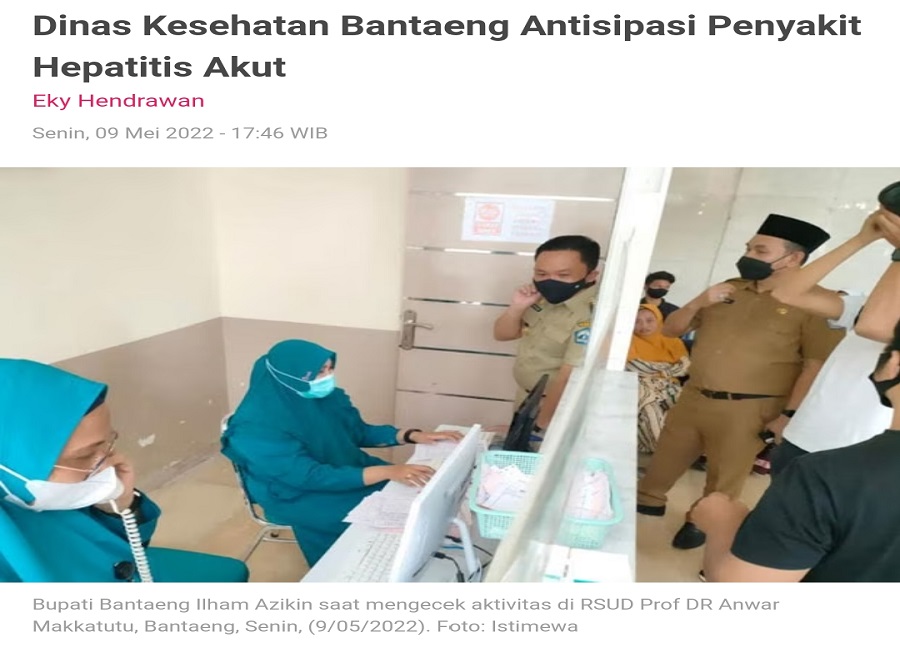 Dinas Kesehatan Bantaeng Antisipasi Penyakit
Hepatitis Akut
Eky Hendrawan
Senin, 09 Mei 2022 - 17:46 WIB
Bupati Bantaeng Ilham Azikin saat mengecek aktivitas di RSUD Prof DR Anwar
Makkatutu, Bantaeng, Senin, (9/05/2022). Foto: Istimewa